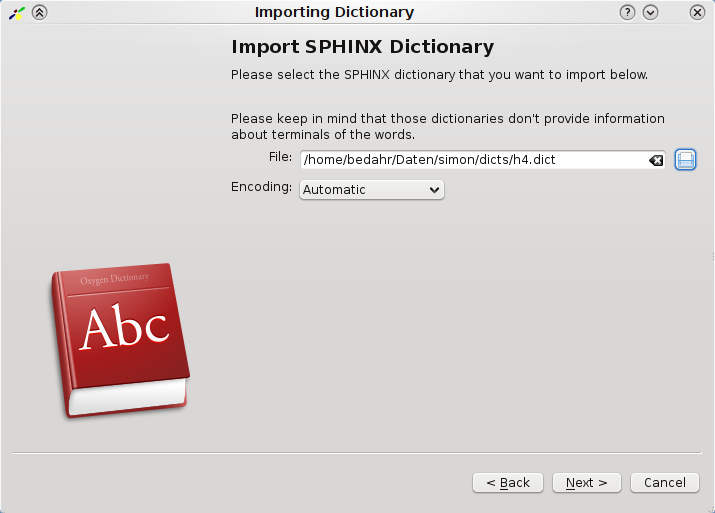 Importing Dictionary
Import SPHINX Dictionary
Please select the SPHINX dictionary that you want to import below.
Please keep in mind that those dictionaries don't provide information
about terminals of the words.
File: /home/bedahr/Daten/simon/dicts/h4.dict
Encoding: Automatic
Oxygen Dictionary
Abc
< Back Next > Cancel